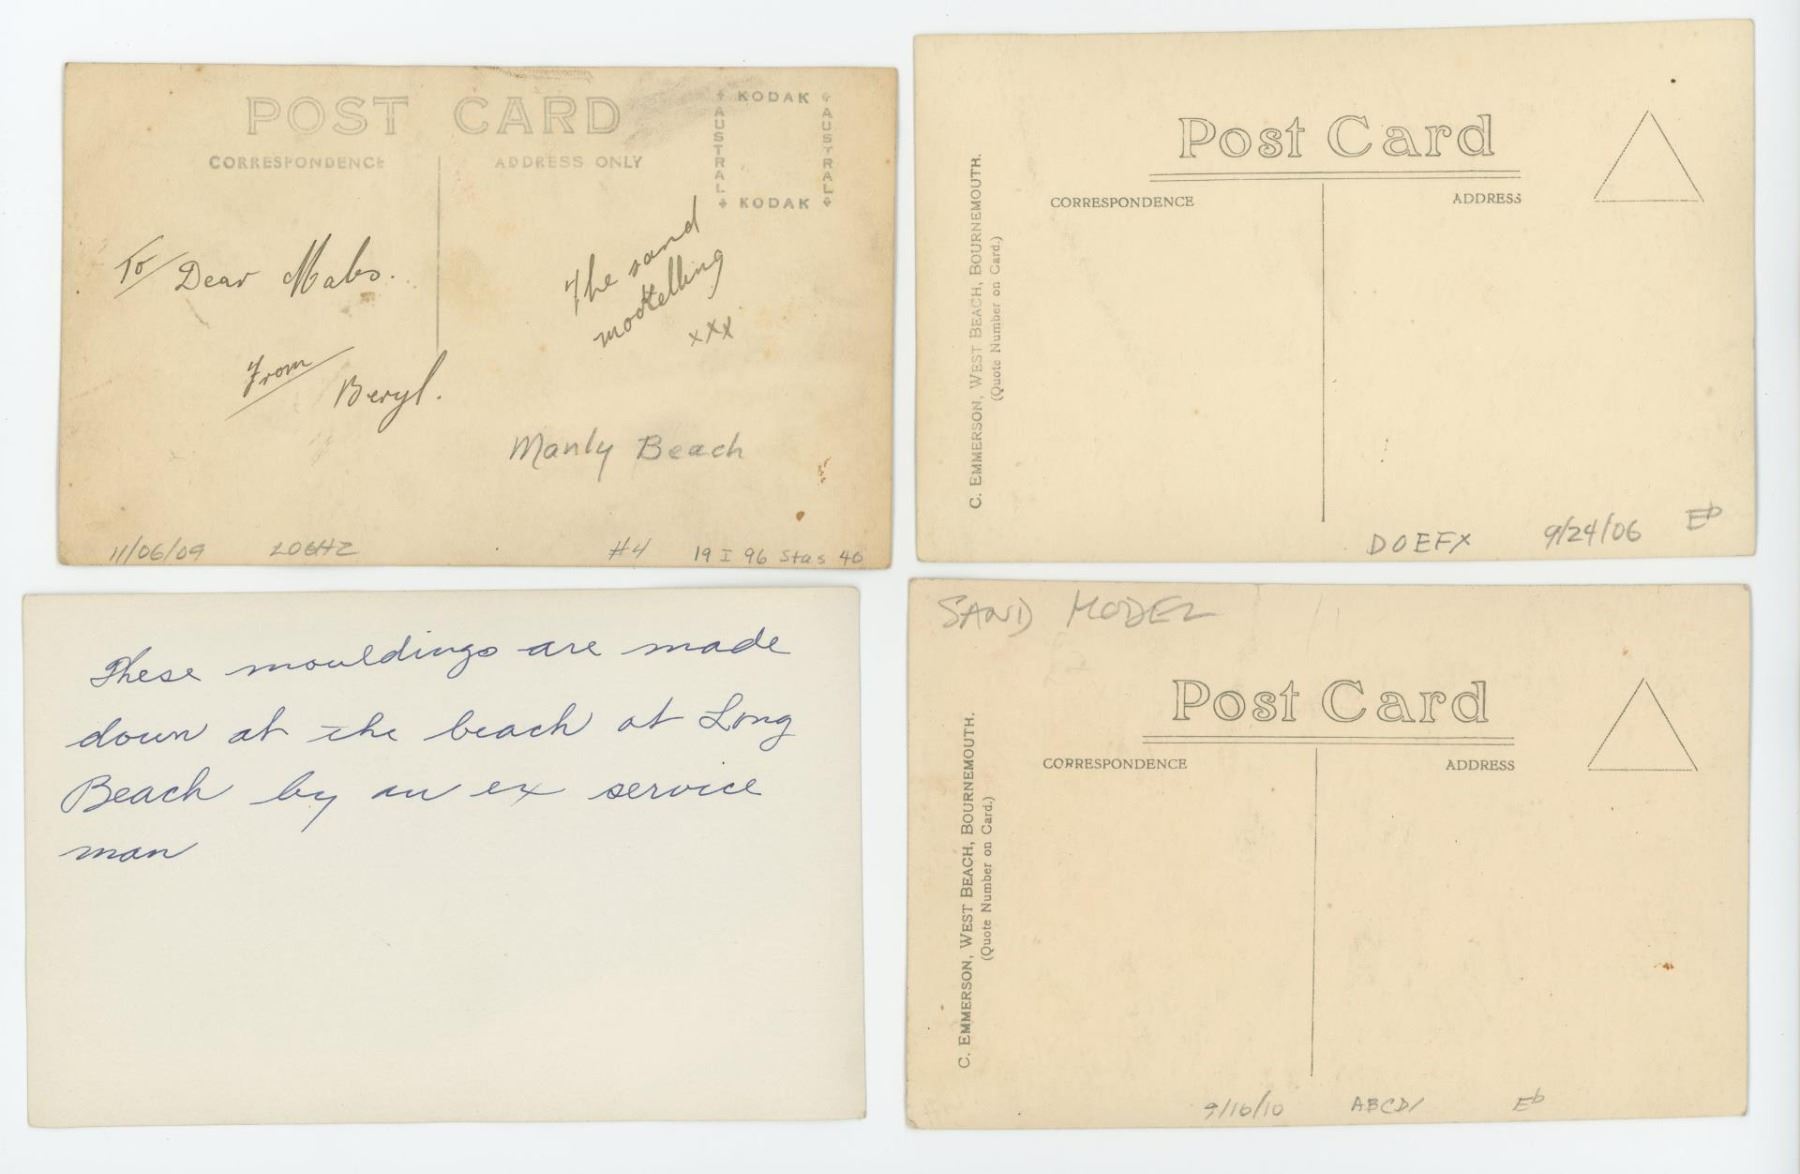 POST CARD
CORRESPONDENCE
ADDRESS ONLY
KODAK
AUSTRAL
AUSTRAL
KODAK
To Dear Mabs.
From Beryl.
The sand
modelling
xxx
Manly Beach
11/06/09
#4
19 I 96 Stas 40
Post Card
CORRESPONDENCE
ADDRESS
C. EMMERSON, WEST BEACH, BOURNEMOUTH.
(Quote Number on Card.)
DOEFX
9/24/06
Eb
These mouldings are made
down at the beach at Long
Beach by an ex service
man
SAND MODEL
Post Card
CORRESPONDENCE
ADDRESS
C. EMMERSON, WEST BEACH, BOURNEMOUTH.
(Quote Number on Card.)
9/16/10
ABCD/
Eb